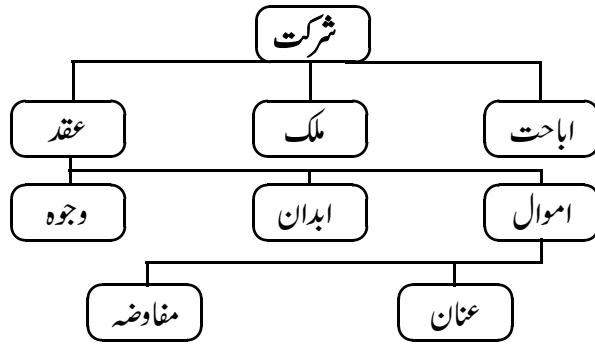 شرکت
اباحت ملک عقد
اموال ابدان وجوہ
عنان مفاوضہ